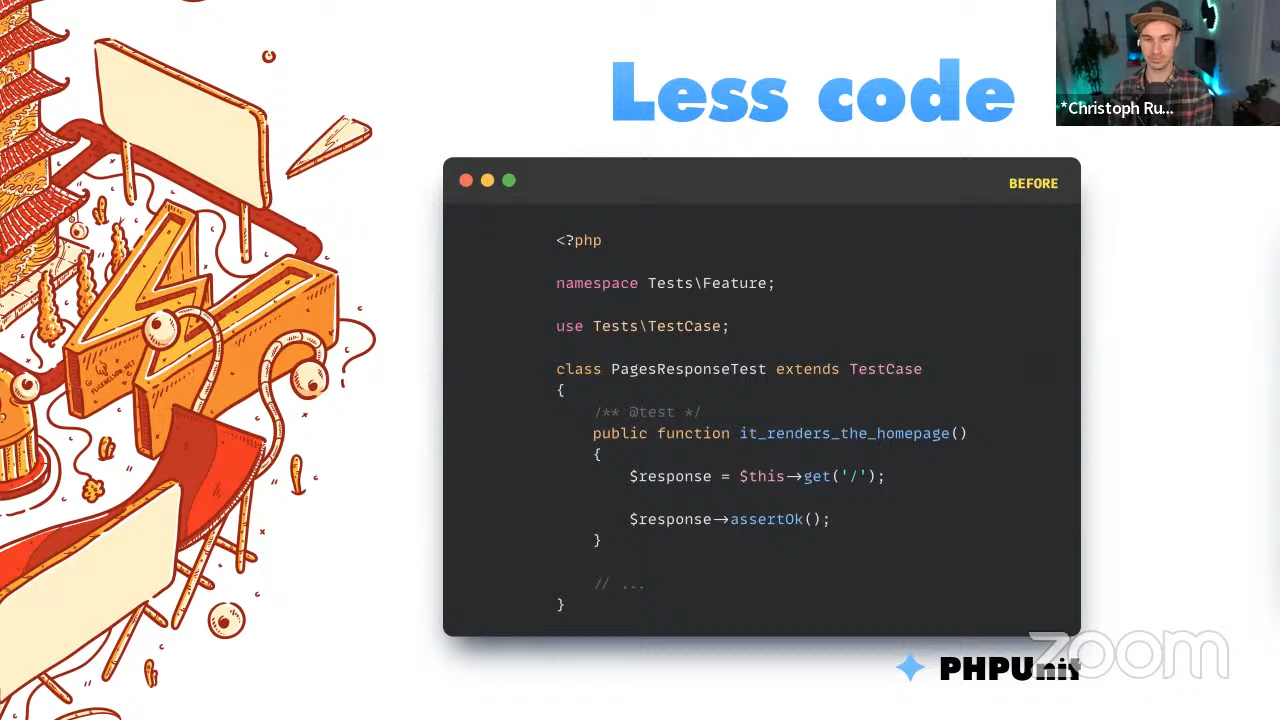 Less code
*Christoph Ru...
BEFORE
<?php
namespace Tests\Feature;
use Tests\TestCase;
class PagesResponseTest extends TestCase
{
/** @test */
public function it_renders_the_homepage()
{
$response = $this->get('/');
$response->assertOk();
}
// ...
}
PHPUnit
zoom